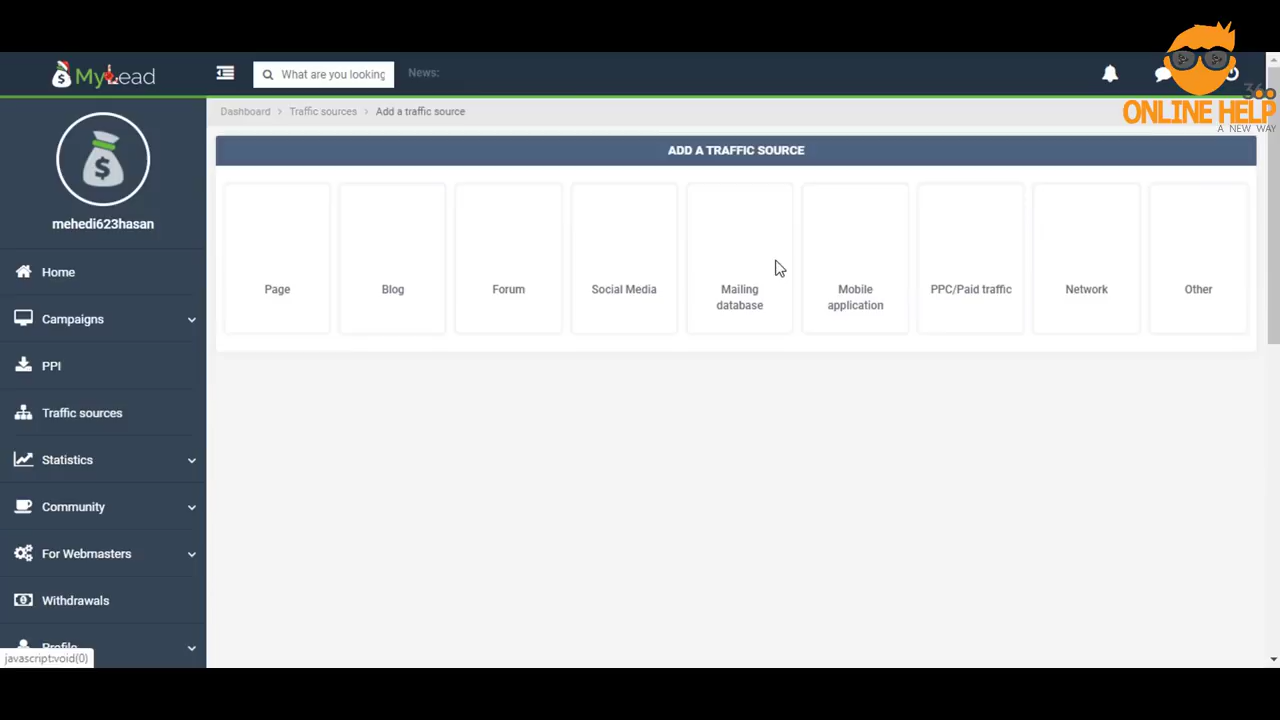 MyLead
What are you looking
News:
36o
ONLINE HELP
A NEW WAY
Dashboard > Traffic sources > Add a traffic source
mehedi623hasan
Home
Campaigns
PPI
Traffic sources
Statistics
Community
For Webmasters
Withdrawals
Profile
javascript:void(0)
ADD A TRAFFIC SOURCE
Page
Blog
Forum
Social Media
Mailing
database
Mobile
application
PPC/Paid traffic
Network
Other